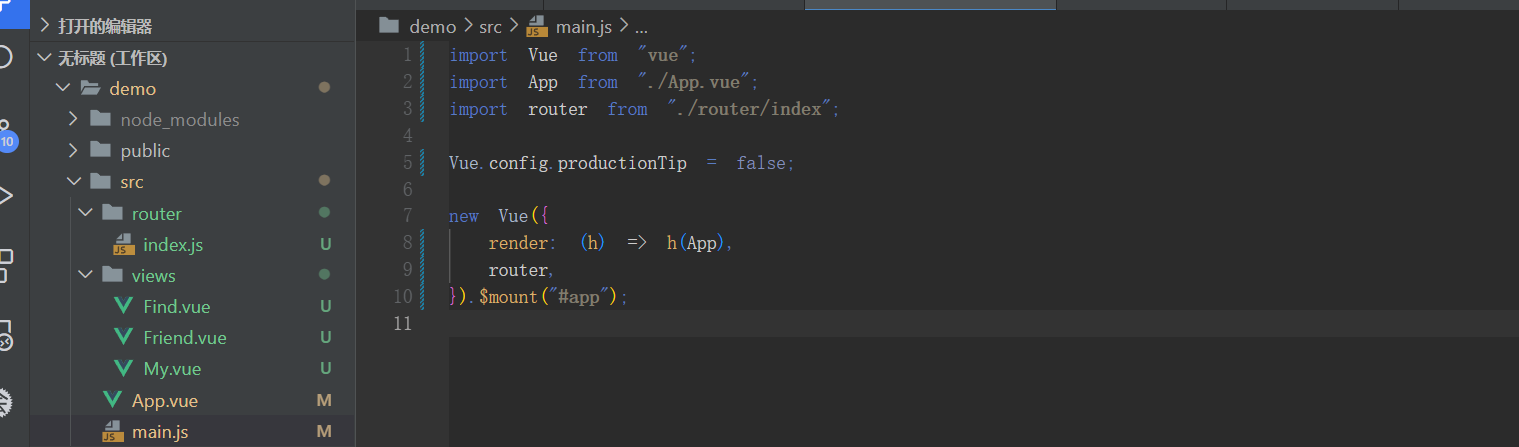 打开的编辑器
无标题 (工作区)
demo
node_modules
public
src
router
index.js U
views
Find.vue U
Friend.vue U
My.vue U
App.vue M
main.js M
10
demo > src > JS main.js > ...
1 import Vue from "vue";
2 import App from "./App.vue";
3 import router from "./router/index";
4
5 Vue.config.productionTip = false;
6
7 new Vue({
8 render: (h) => h(App),
9 router,
10 }).$mount("#app");
11